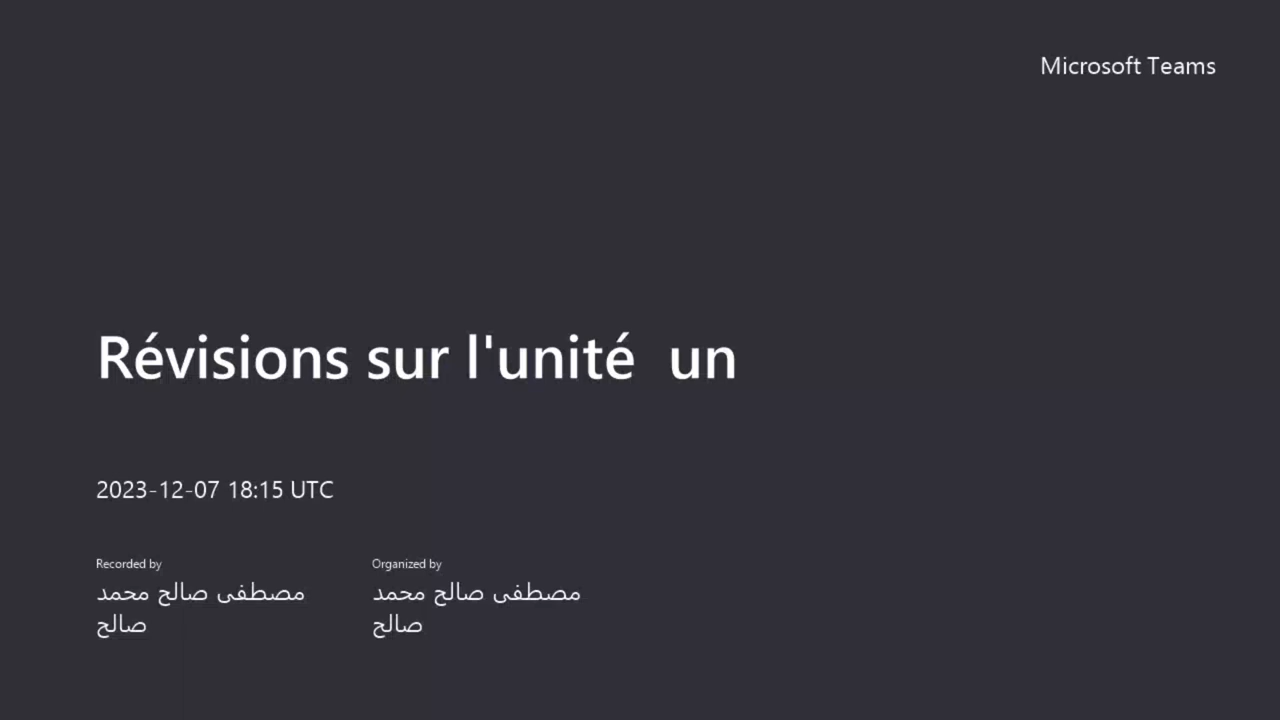 Microsoft Teams
Révisions sur l'unité  un
2023-12-07 18:15 UTC
Recorded by
مصطفى صالح محمد
صالح
Organized by
مصطفى صالح محمد
صالح